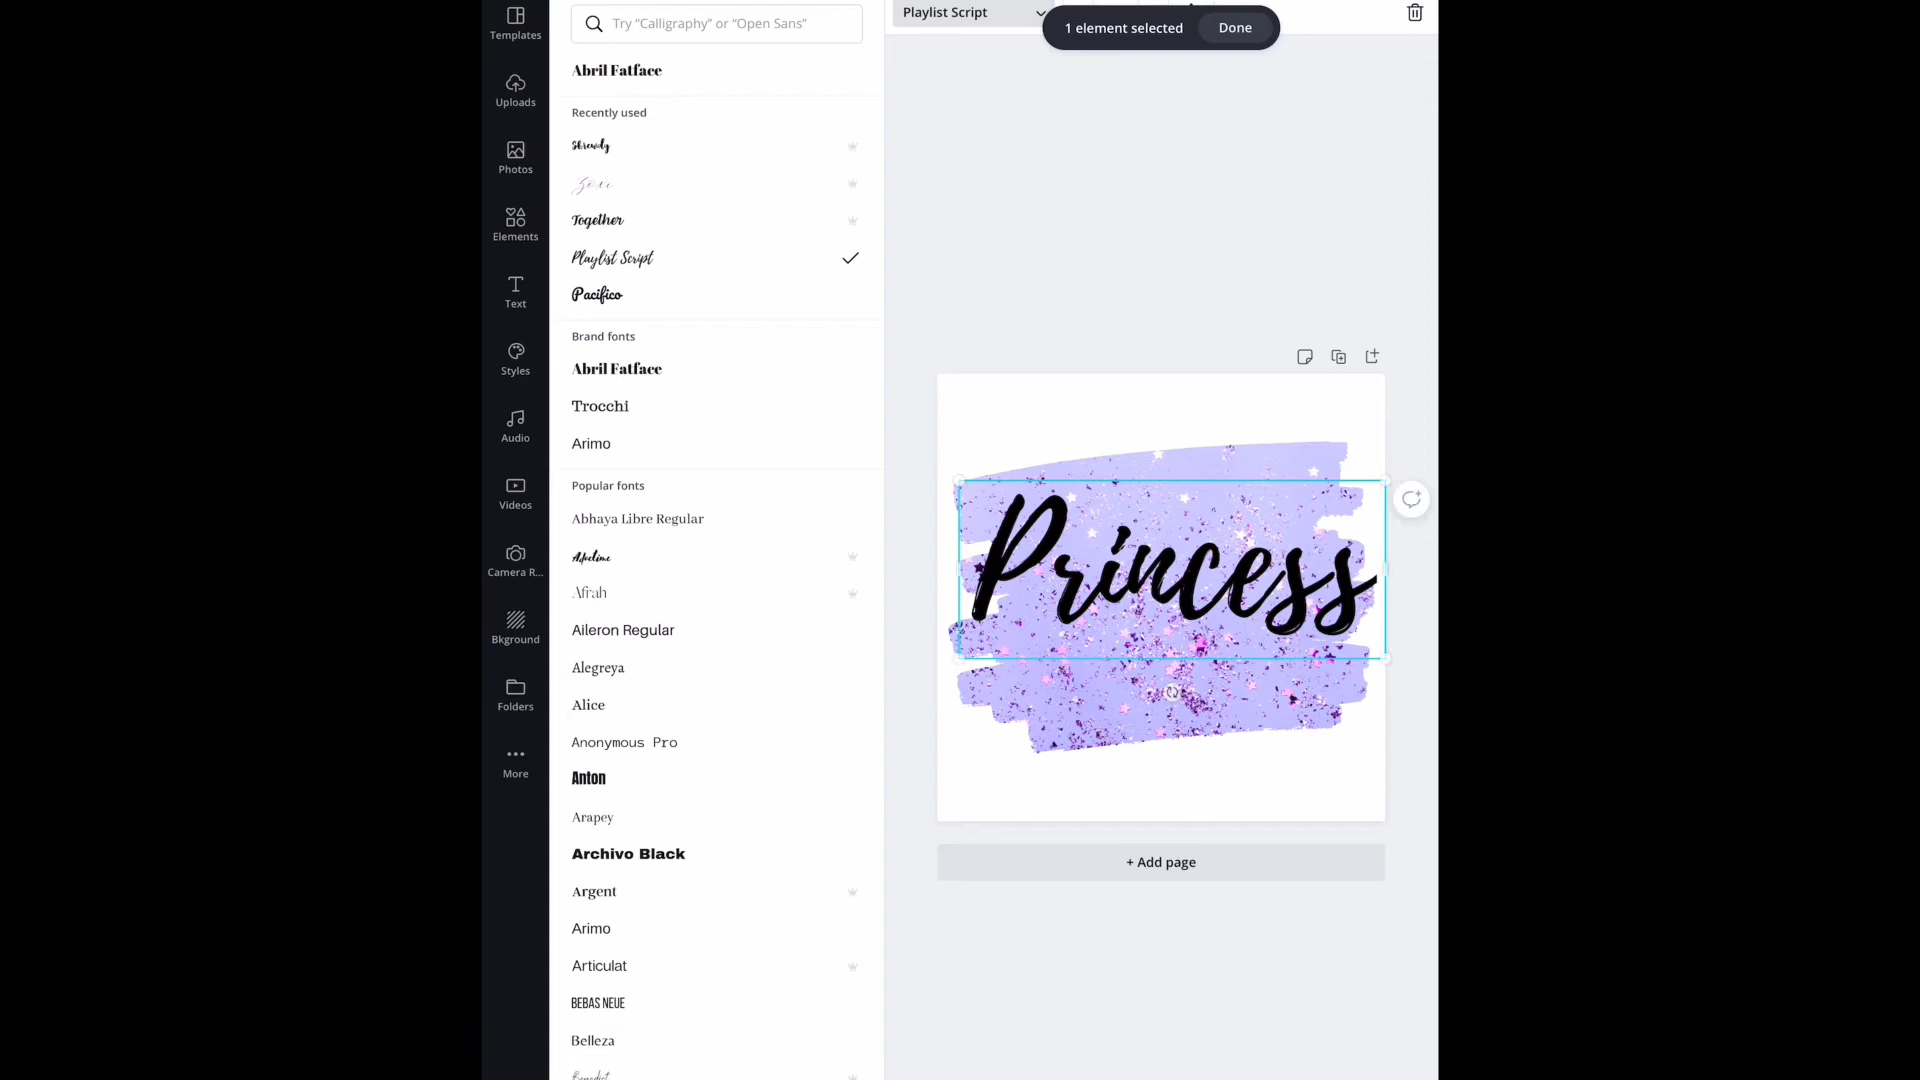 Templates
Uploads
Photos
Elements
Text
Styles
Audio
Videos
Camera R...
Bkground
Folders
More
Try “Calligraphy” or “Open Sans”
Abril Fatface
Recently used
Shrewdy
Together
Playlist Script
Pacifico
Brand fonts
Abril Fatface
Trocchi
Arimo
Popular fonts
Abhaya Libre Regular
Afrah
Aileron Regular
Alegreya
Alice
Anonymous Pro
Anton
Arapey
Archivo Black
Argent
Arimo
Articulat
BEBAS NEUE
Belleza
Playlist Script
1 element selected
Done
Princess
+ Add page